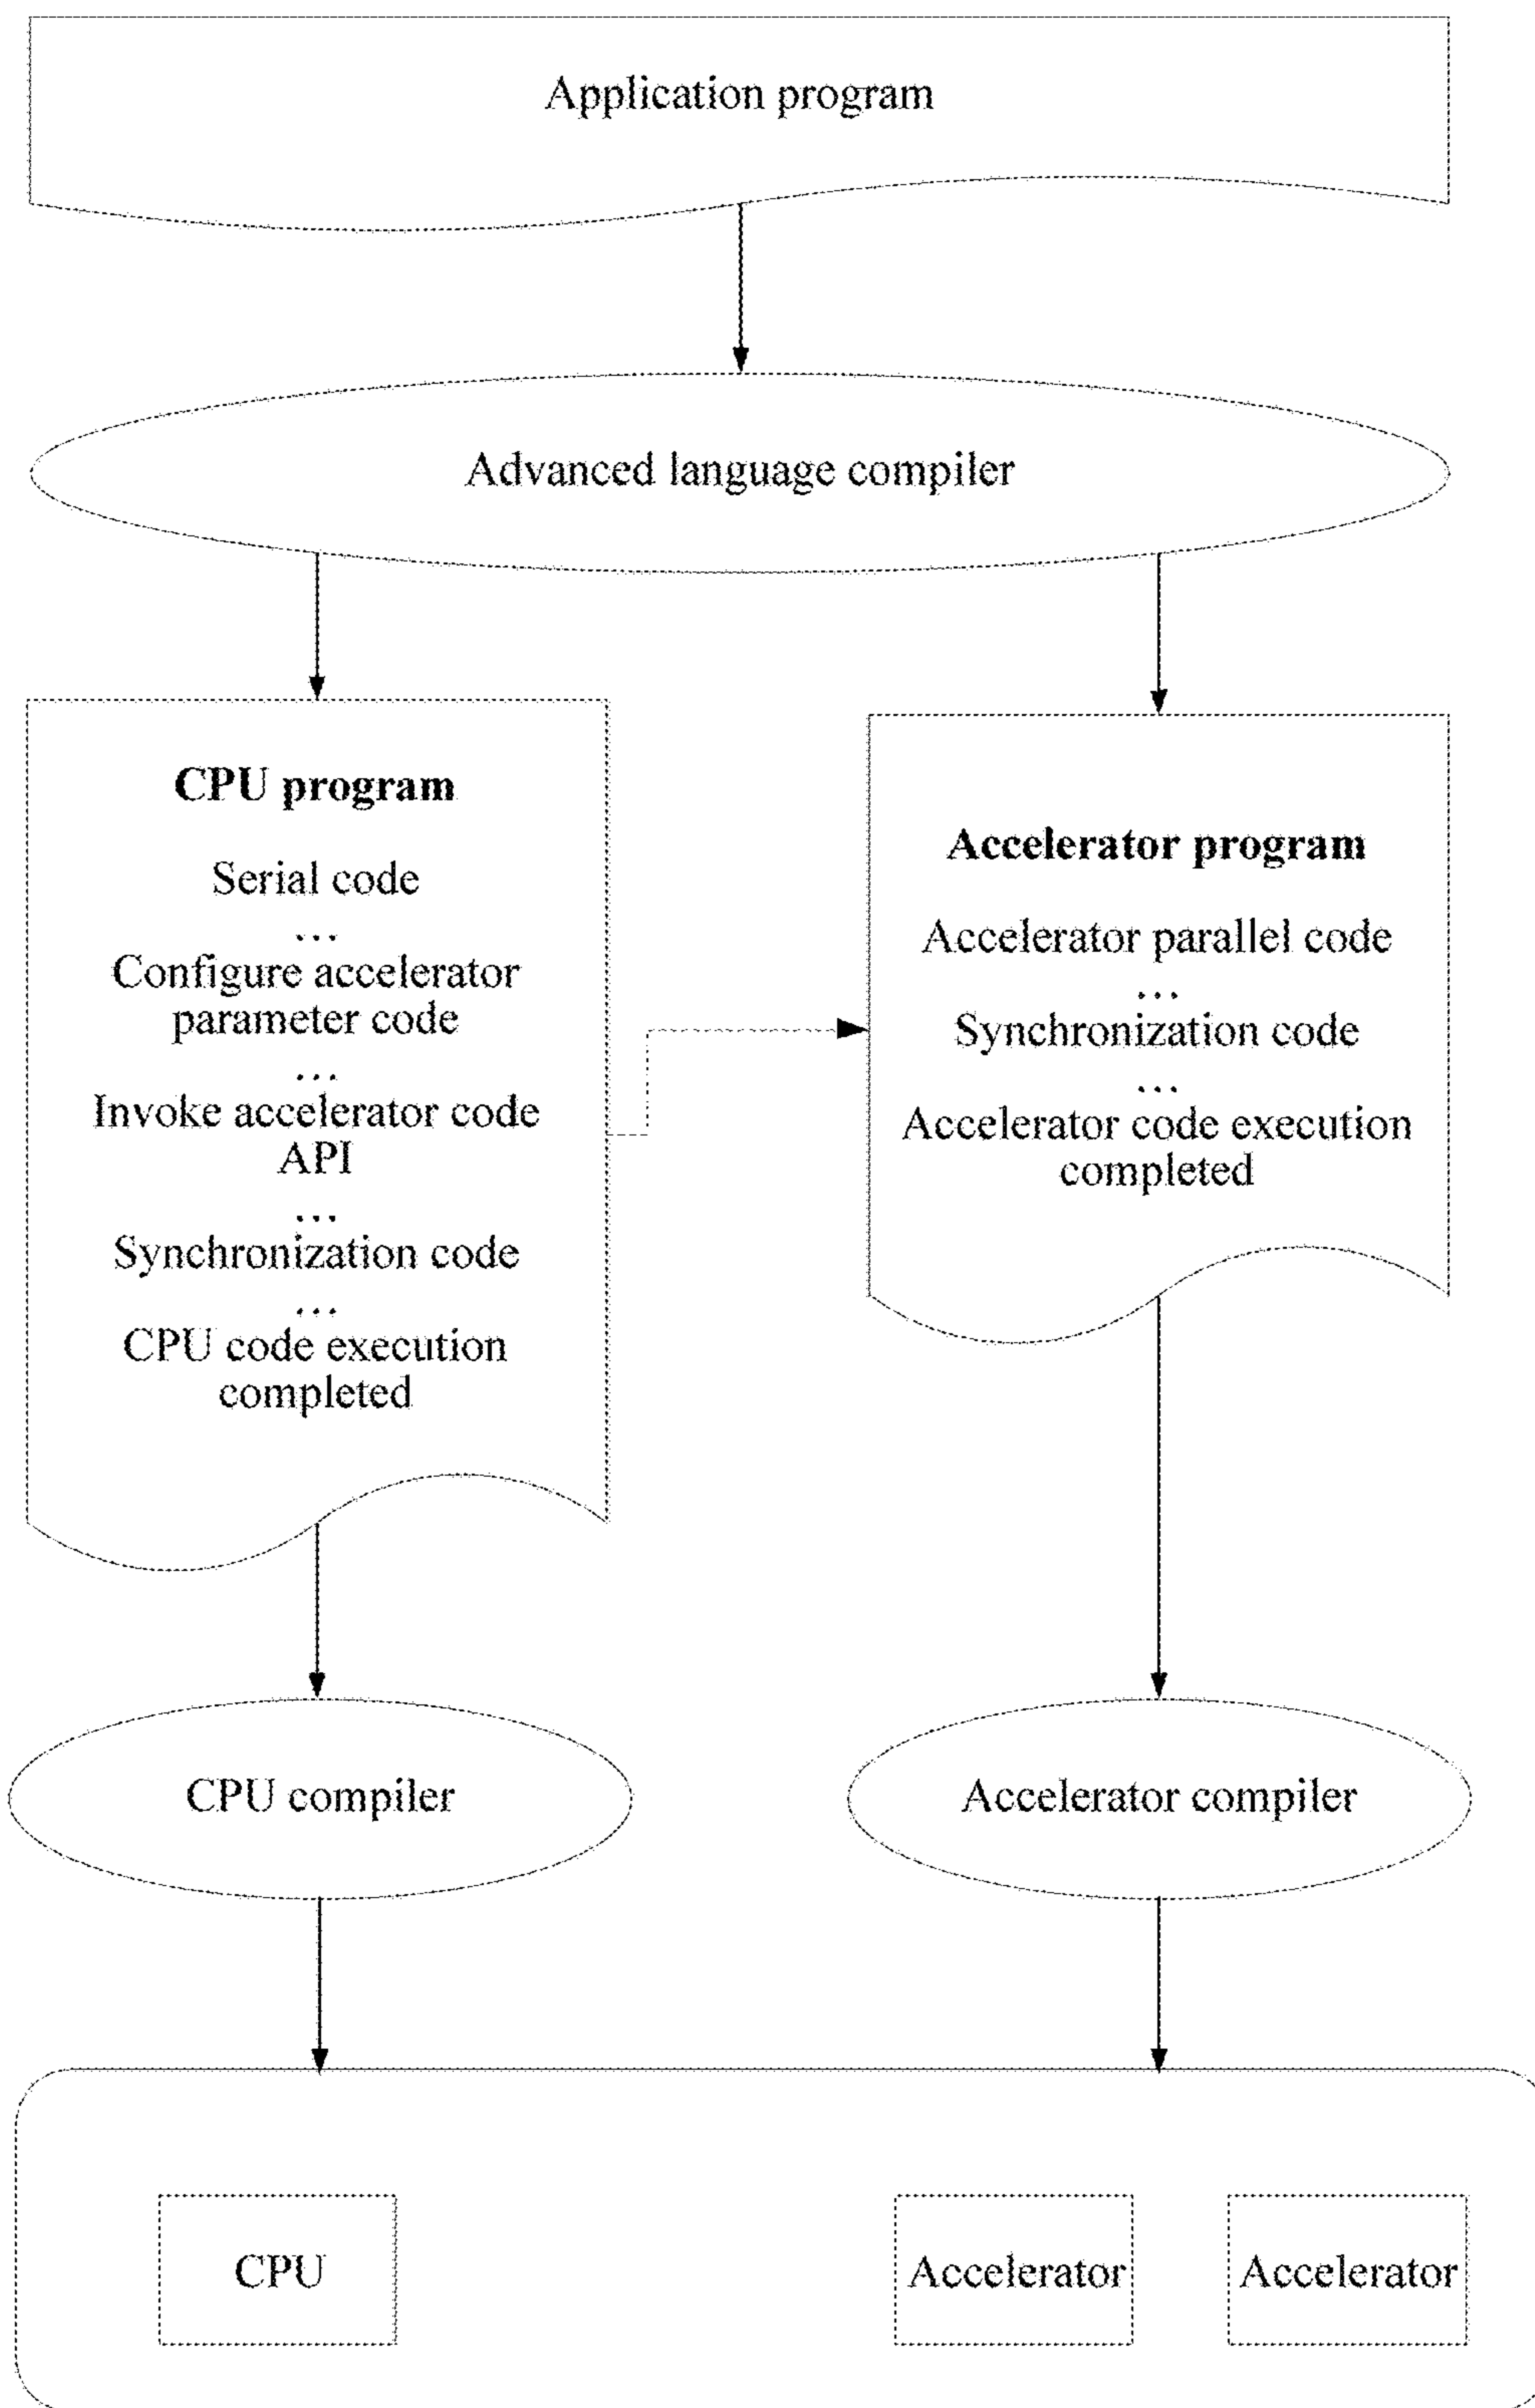 Application program
Advanced language compiler
CPU program
Serial code
...
Configure accelerator
parameter code
...
Invoke accelerator code
API
...
Synchronization code
...
CPU code execution
completed
Accelerator program
Accelerator parallel code
...
Synchronization code
...
Accelerator code execution
completed
CPU compiler
Accelerator compiler
CPU
Accelerator
Accelerator